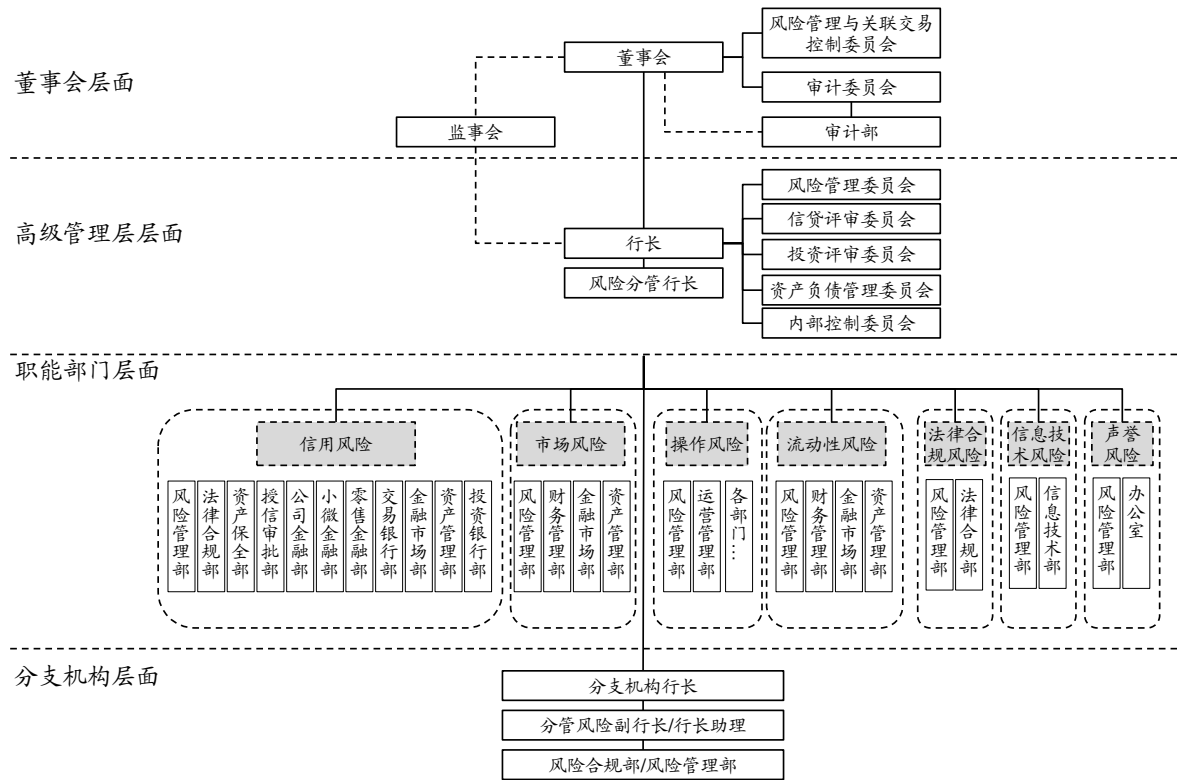 风险管理与关联交易
控制委员会
董事会
董事会层面
审计委员会
监事会
审计部
风险管理委员会
信贷评审委员会
高级管理层层面
行长
投资评审委员会
风险分管行长
资产负债管理委员会
内部控制委员会
职能部门层面
信用风险
市场风险
操作风险
流动性风险
法律合
规风险
信息技
术风险
声誉
风险
风险管理部
法律合规部
资产保全部
授信审批部
公司金融部
小微金融部
零售金融部
交易银行部
金融市场部
资产管理部
投资银行部
风险管理部
财务管理部
金融市场部
资产管理部
风险管理部
运营管理部
各部门…
风险管理部
财务管理部
金融市场部
资产管理部
风险管理部
法律合规部
风险管理部
信息技术部
风险管理部
办公室
分支机构层面
分支机构行长
分管风险副行长/行长助理
风险合规部/风险管理部